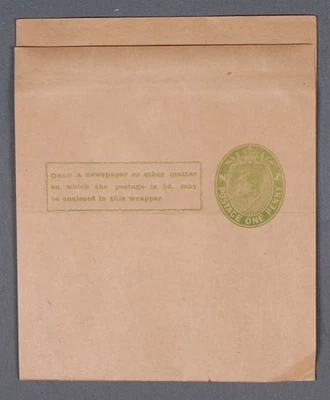 ONLY a newspaper or other matter
on which the postage is 1d. may
be enclosed in this wrapper.
N Z
POSTAGE ONE PENNY